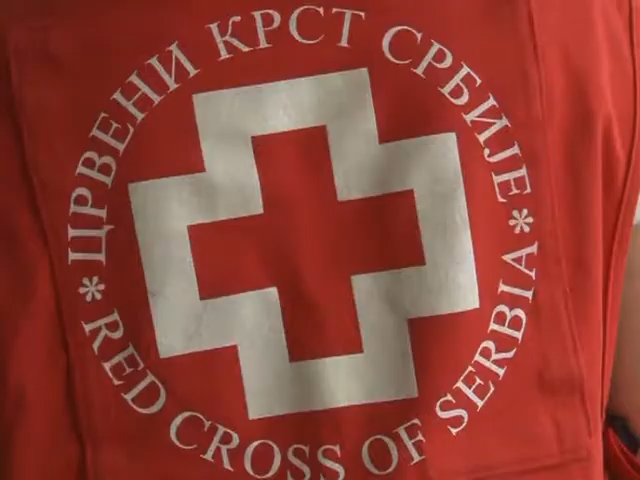 ЦРВЕНИ КРСТ СРБИЈЕ
* RED CROSS OF SERBIA *